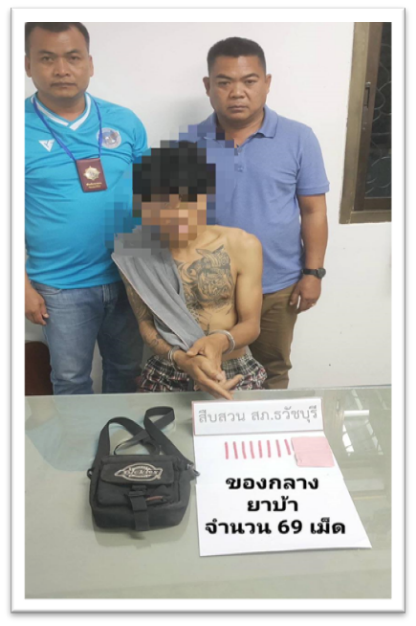 สืบสวน สภ.ธวัชบุรี
ของกลาง
ยาบ้า
จำนวน 69 เม็ด